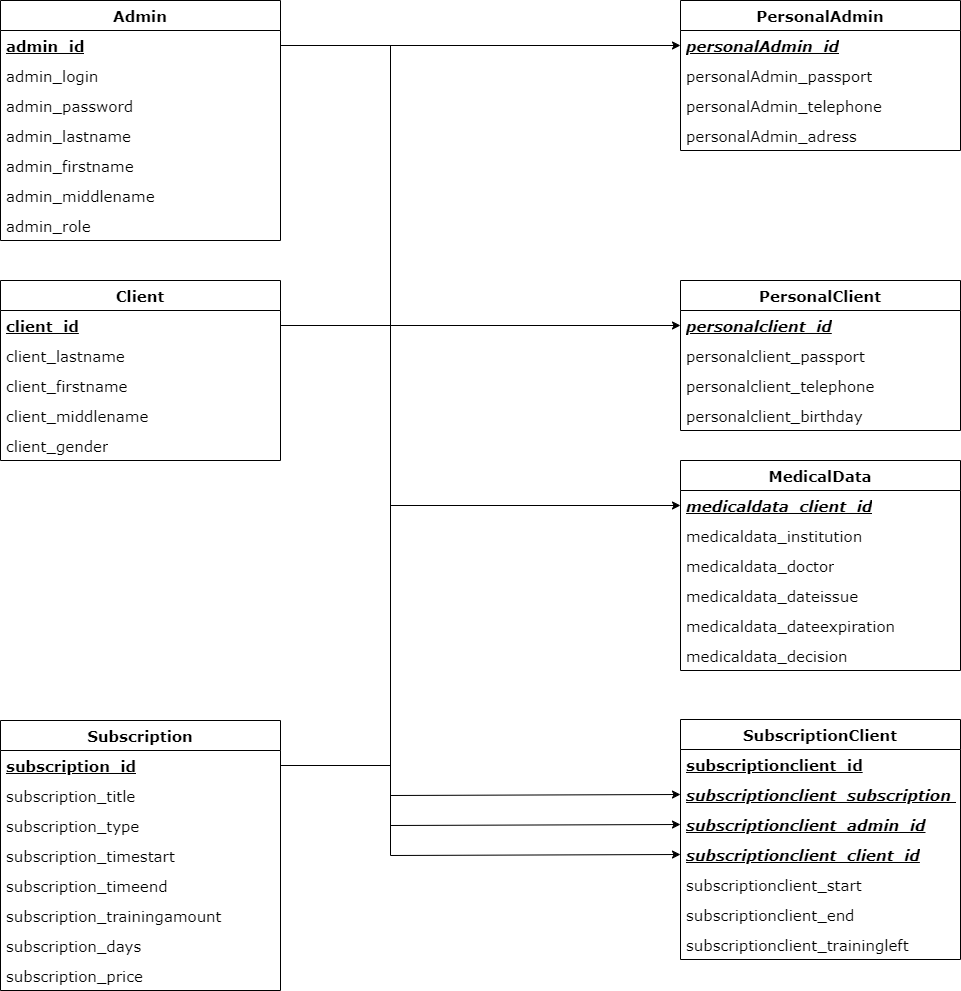 Admin
admin_id
admin_login
admin_password
admin_lastname
admin_firstname
admin_middlename
admin_role
PersonalAdmin
personalAdmin_id
personalAdmin_passport
personalAdmin_telephone
personalAdmin_adress
Client
client_id
client_lastname
client_firstname
client_middlename
client_gender
PersonalClient
personalclient_id
personalclient_passport
personalclient_telephone
personalclient_birthday
MedicalData
medicaldata_client_id
medicaldata_institution
medicaldata_doctor
medicaldata_dateissue
medicaldata_dateexpiration
medicaldata_decision
Subscription
subscription_id
subscription_title
subscription_type
subscription_timestart
subscription_timeend
subscription_trainingamount
subscription_days
subscription_price
SubscriptionClient
subscriptionclient_id
subscriptionclient_subscription_
subscriptionclient_admin_id
subscriptionclient_client_id
subscriptionclient_start
subscriptionclient_end
subscriptionclient_trainingleft